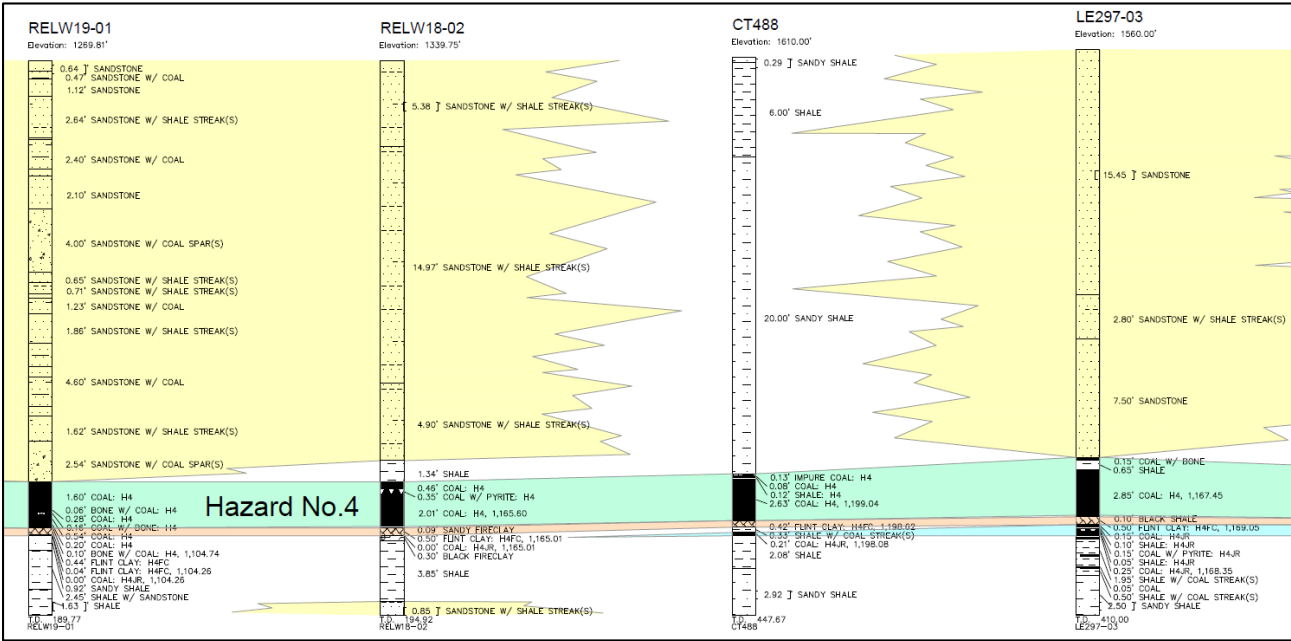 RELW19-01
Elevation: 1269.81'
0.64 ] SANDSTONE
0.47' SANDSTONE W/ COAL
1.12' SANDSTONE
2.64' SANDSTONE W/ SHALE STREAK(S)
2.40' SANDSTONE W/ COAL
2.10' SANDSTONE
4.00' SANDSTONE W/ COAL SPAR(S)
0.65' SANDSTONE W/ SHALE STREAK(S)
0.71' SANDSTONE W/ SHALE STREAK(S)
1.23' SANDSTONE W/ COAL
1.86' SANDSTONE W/ SHALE STREAK(S)
4.60' SANDSTONE W/ COAL
1.62' SANDSTONE W/ SHALE STREAK(S)
2.54' SANDSTONE W/ COAL SPAR(S)
1.60' COAL: H4
0.06' BONE W/ COAL: H4
0.28' COAL: H4
0.16' COAL W/ BONE: H4
0.54' COAL: H4
0.20' COAL: H4
0.10' BONE W/ COAL: H4, 1,104.74
0.44' FLINT CLAY: H4FC
0.04' FLINT CLAY: H4FC, 1,104.26
0.00' COAL: H4JR, 1,104.26
0.92' SANDY SHALE
2.45' SHALE W/ SANDSTONE
1.63 ]' SHALE
T.D. 189.77
RELW19-01
Hazard No.4
RELW18-02
Elevation: 1339.75'
[ 5.38 ] SANDSTONE W/ SHALE STREAK(S)
14.97' SANDSTONE W/ SHALE STREAK(S)
4.90' SANDSTONE W/ SHALE STREAK(S)
1.34' SHALE
0.46' COAL: H4
0.35' COAL W/ PYRITE: H4
2.01' COAL: H4, 1,165.60
0.09' SANDY FIRECLAY
0.50' FLINT CLAY: H4FC, 1,165.01
0.00' COAL: H4JR, 1,165.01
0.30' BLACK FIRECLAY
3.85' SHALE
[ 0.85 ] SANDSTONE W/ SHALE STREAK(S)
T.D. 194.92
RELW18-02
CT488
Elevation: 1610.00'
0.29 ] SANDY SHALE
6.00' SHALE
20.00' SANDY SHALE
0.13' IMPURE COAL: H4
0.08' COAL: H4
0.12' SHALE: H4
2.63' COAL: H4, 1,199.04
0.42' FLINT CLAY: H4FC, 1,198.62
0.33' SHALE W/ COAL STREAK(S)
0.21' COAL: H4JR, 1,198.08
2.08' SHALE
2.92 ] SANDY SHALE
T.D. 447.67
CT488
LE297-03
Elevation: 1560.00'
[ 15.45 ]' SANDSTONE
2.80' SANDSTONE W/ SHALE STREAK(S)
7.50' SANDSTONE
0.15' COAL W/ BONE
0.65' SHALE
2.85' COAL: H4, 1,167.45
0.10' BLACK SHALE
0.50' FLINT CLAY: H4FC, 1,169.05
0.15' COAL: H4JR
0.10' SHALE: H4JR
0.15' COAL W/ PYRITE: H4JR
0.05' SHALE: H4JR
0.25' COAL: H4JR, 1,168.35
1.95' SHALE W/ COAL STREAK(S)
0.05' COAL
0.50' SHALE W/ COAL STREAK(S)
2.50 ] SANDY SHALE
T.D. 410.00
LE297-03